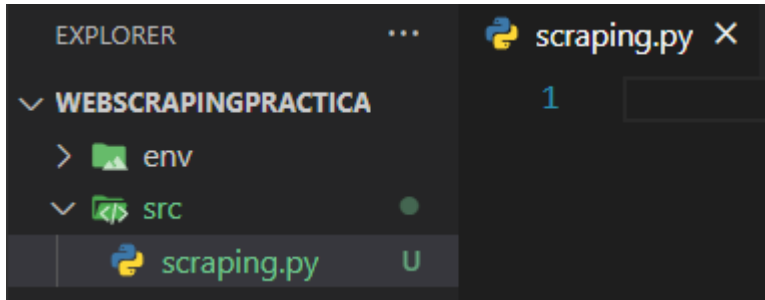 EXPLORER ...
scraping.py ×
WEBSCRAPINGPRACTICA
1
env
src
scraping.py U